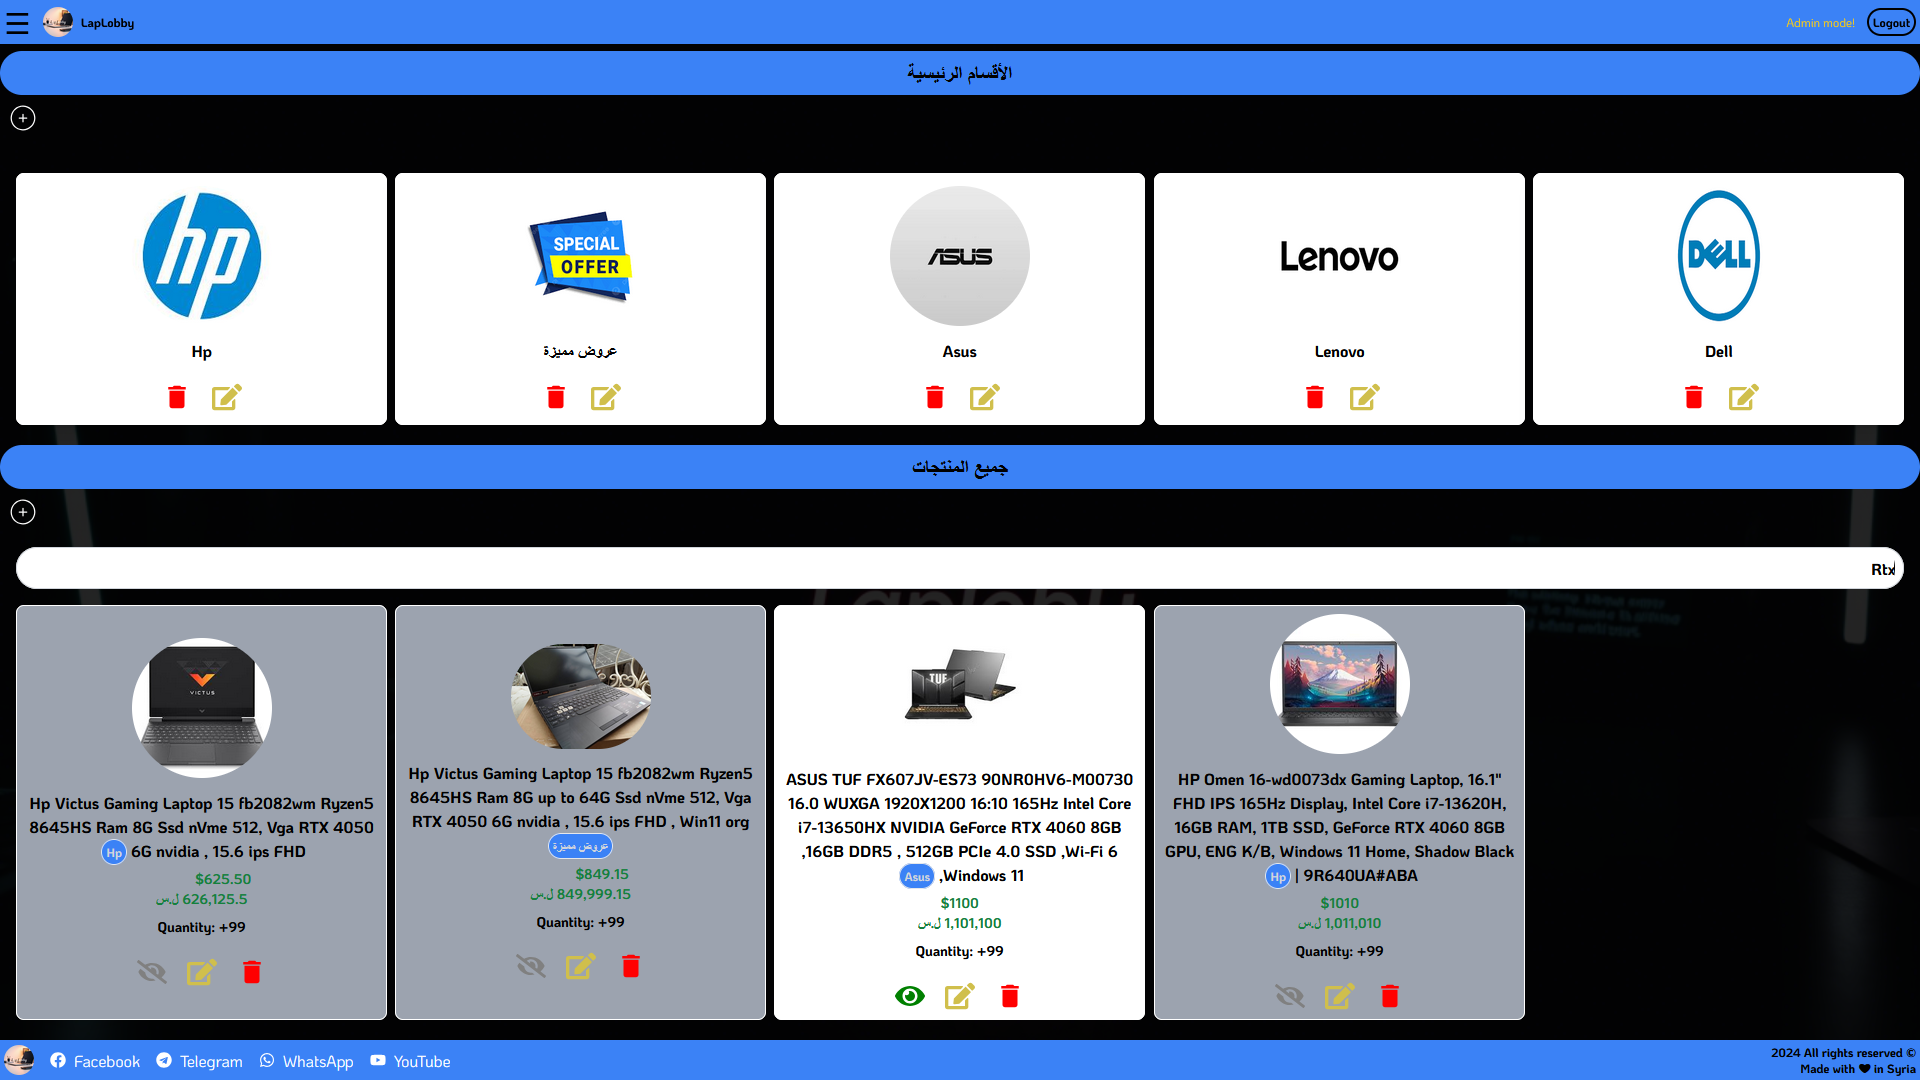 LapLobby
Admin mode!
Logout
الأقسام الرئيسية
hp
SPECIAL
OFFER
ASUS
Lenovo
DELL
Hp
عروض مميزة
Asus
Lenovo
Dell
جميع المنتجات
Rtx
Laplobby
VICTUS
Hp Victus Gaming Laptop 15 fb2082wm Ryzen5
8645HS Ram 8G Ssd nVme 512, Vga RTX 4050
Hp 6G nvidia , 15.6 ips FHD
$625.50
626,125.5 ل.س
Quantity: +99
Hp Victus Gaming Laptop 15 fb2082wm Ryzen5
8645HS Ram 8G up to 64G Ssd nVme 512, Vga
RTX 4050 6G nvidia , 15.6 ips FHD , Win11 org
عروض مميزة
$849.15
849,999.15 ل.س
Quantity: +99
TUF
ASUS TUF FX607JV-ES73 90NR0HV6-M00730
16.0 WUXGA 1920X1200 16:10 165Hz Intel Core
i7-13650HX NVIDIA GeForce RTX 4060 8GB
,16GB DDR5 , 512GB PCIe 4.0 SSD ,Wi-Fi 6
Asus ,Windows 11
$1100
1,101,100 ل.س
Quantity: +99
HP Omen 16-wd0073dx Gaming Laptop, 16.1"
FHD IPS 165Hz Display, Intel Core i7-13620H,
16GB RAM, 1TB SSD, GeForce RTX 4060 8GB
GPU, ENG K/B, Windows 11 Home, Shadow Black
Hp | 9R640UA#ABA
$1010
1,011,010 ل.س
Quantity: +99
Facebook
Telegram
WhatsApp
YouTube
2024 All rights reserved ©
Made with ❤ in Syria